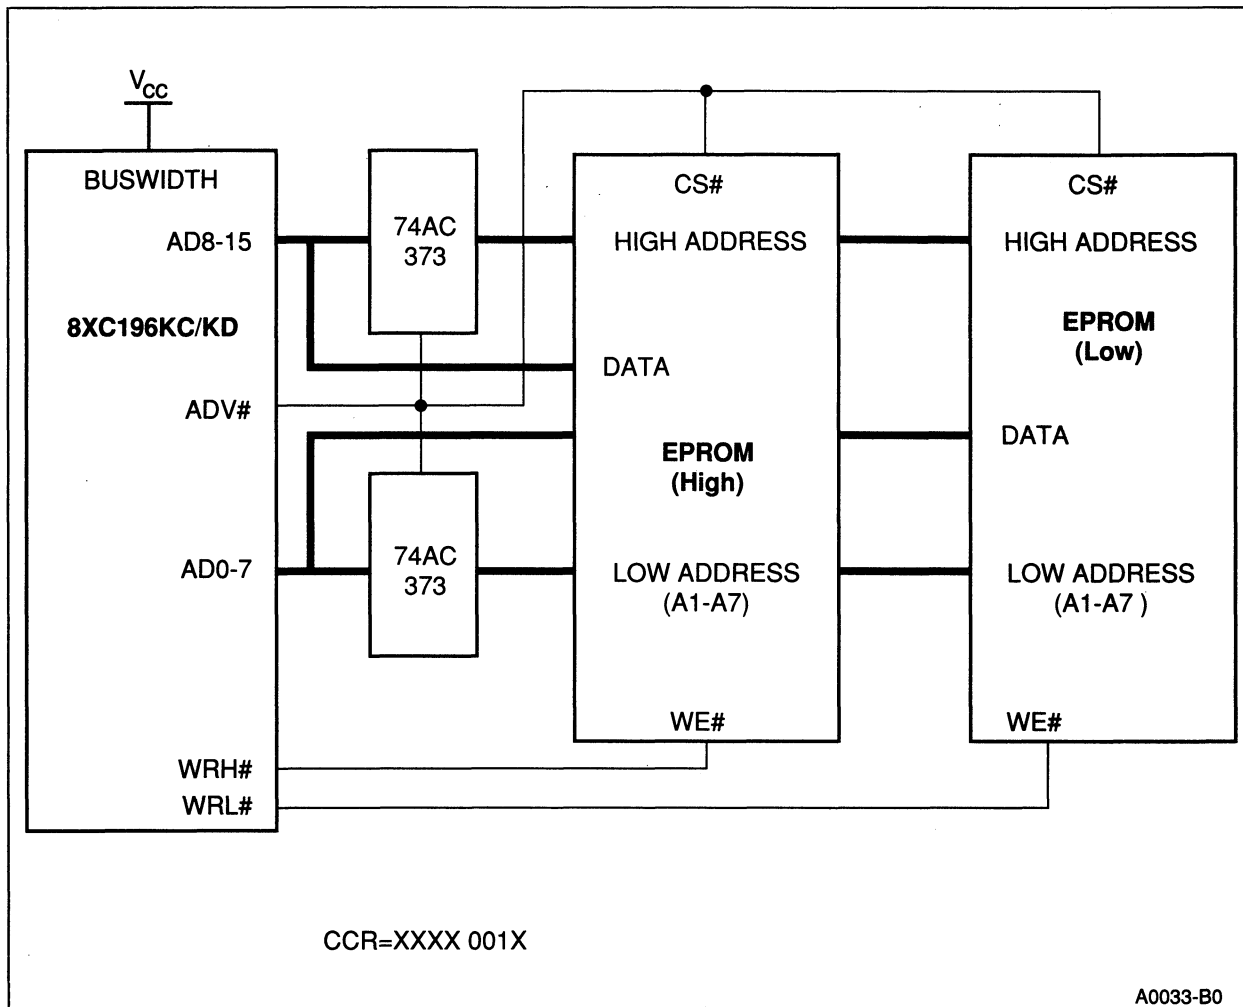 VCC
BUSWIDTH
AD8-15
8XC196KC/KD
ADV#
AD0-7
WRH#
WRL#
74AC
373
74AC
373
CS#
HIGH ADDRESS
DATA
EPROM
(High)
LOW ADDRESS
(A1-A7)
WE#
CS#
HIGH ADDRESS
EPROM
(Low)
DATA
LOW ADDRESS
(A1-A7 )
WE#
CCR=XXXX 001X
A0033-B0